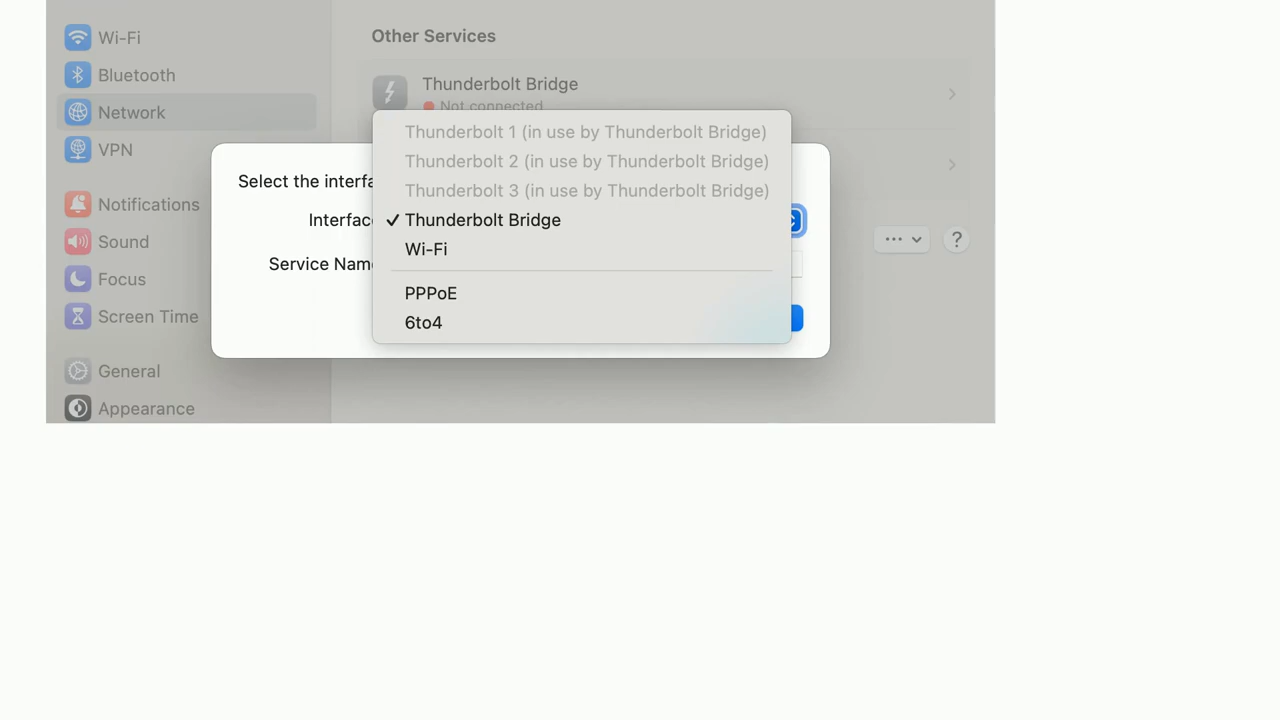 Wi-Fi
Bluetooth
Network
VPN
Notifications
Sound
Focus
Screen Time
General
Appearance
Other Services
Thunderbolt Bridge
Not connected
Select the interfa
Interface
Service Name
Thunderbolt 1 (in use by Thunderbolt Bridge)
Thunderbolt 2 (in use by Thunderbolt Bridge)
Thunderbolt 3 (in use by Thunderbolt Bridge)
✓ Thunderbolt Bridge
Wi-Fi
PPPoE
6to4
... ?